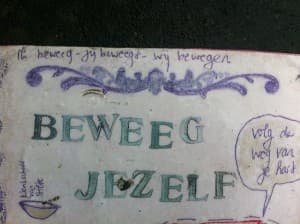 ik beweeg - jij beweegt - wij bewegen
BEWEEG
JEZELF
volg de
weg van
je hart